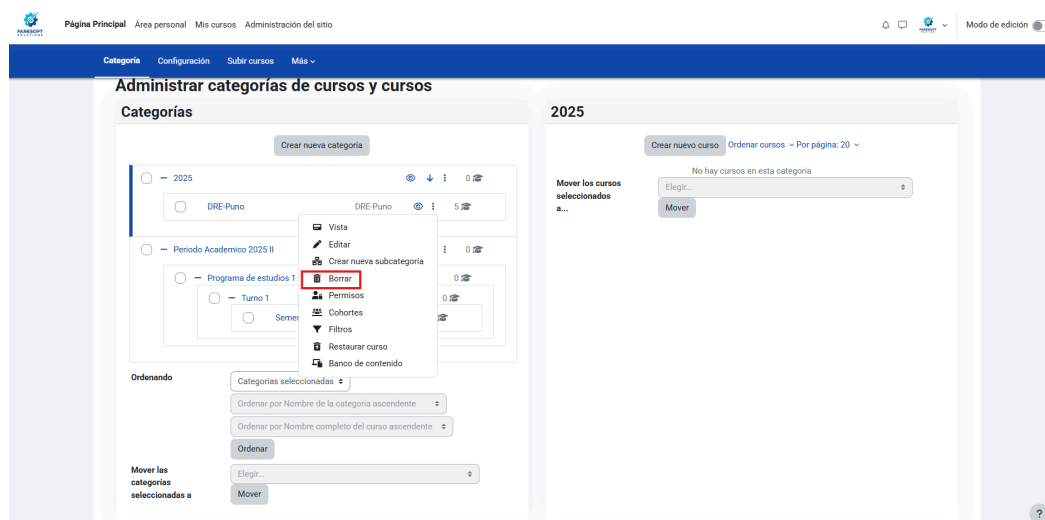 PARESOFT
SOLUTIONS
Página Principal Área personal Mis cursos Administración del sitio
Modo de edición
Categoría Configuración Subir cursos Más
Administrar categorías de cursos y cursos
Categorías
Crear nueva categoría
2025 0
DRE-Puno DRE-Puno 5
Vista
Editar
Crear nueva subcategoría
Borrar
Permisos
Cohortes
Filtros
Restaurar curso
Banco de contenido
Periodo Academico 2025 II 0
Programa de estudios 1 0
Turno 1 0
Ordenando
Categorías seleccionadas
Ordenar por Nombre de la categoría ascendente
Ordenar por Nombre completo del curso ascendente
Ordenar
Mover las
categorías
seleccionadas a
Elegir...
Mover
2025
Crear nuevo curso Ordenar cursos Por página: 20
No hay cursos en esta categoría
Mover los cursos
seleccionados
a...
Elegir...
Mover
?